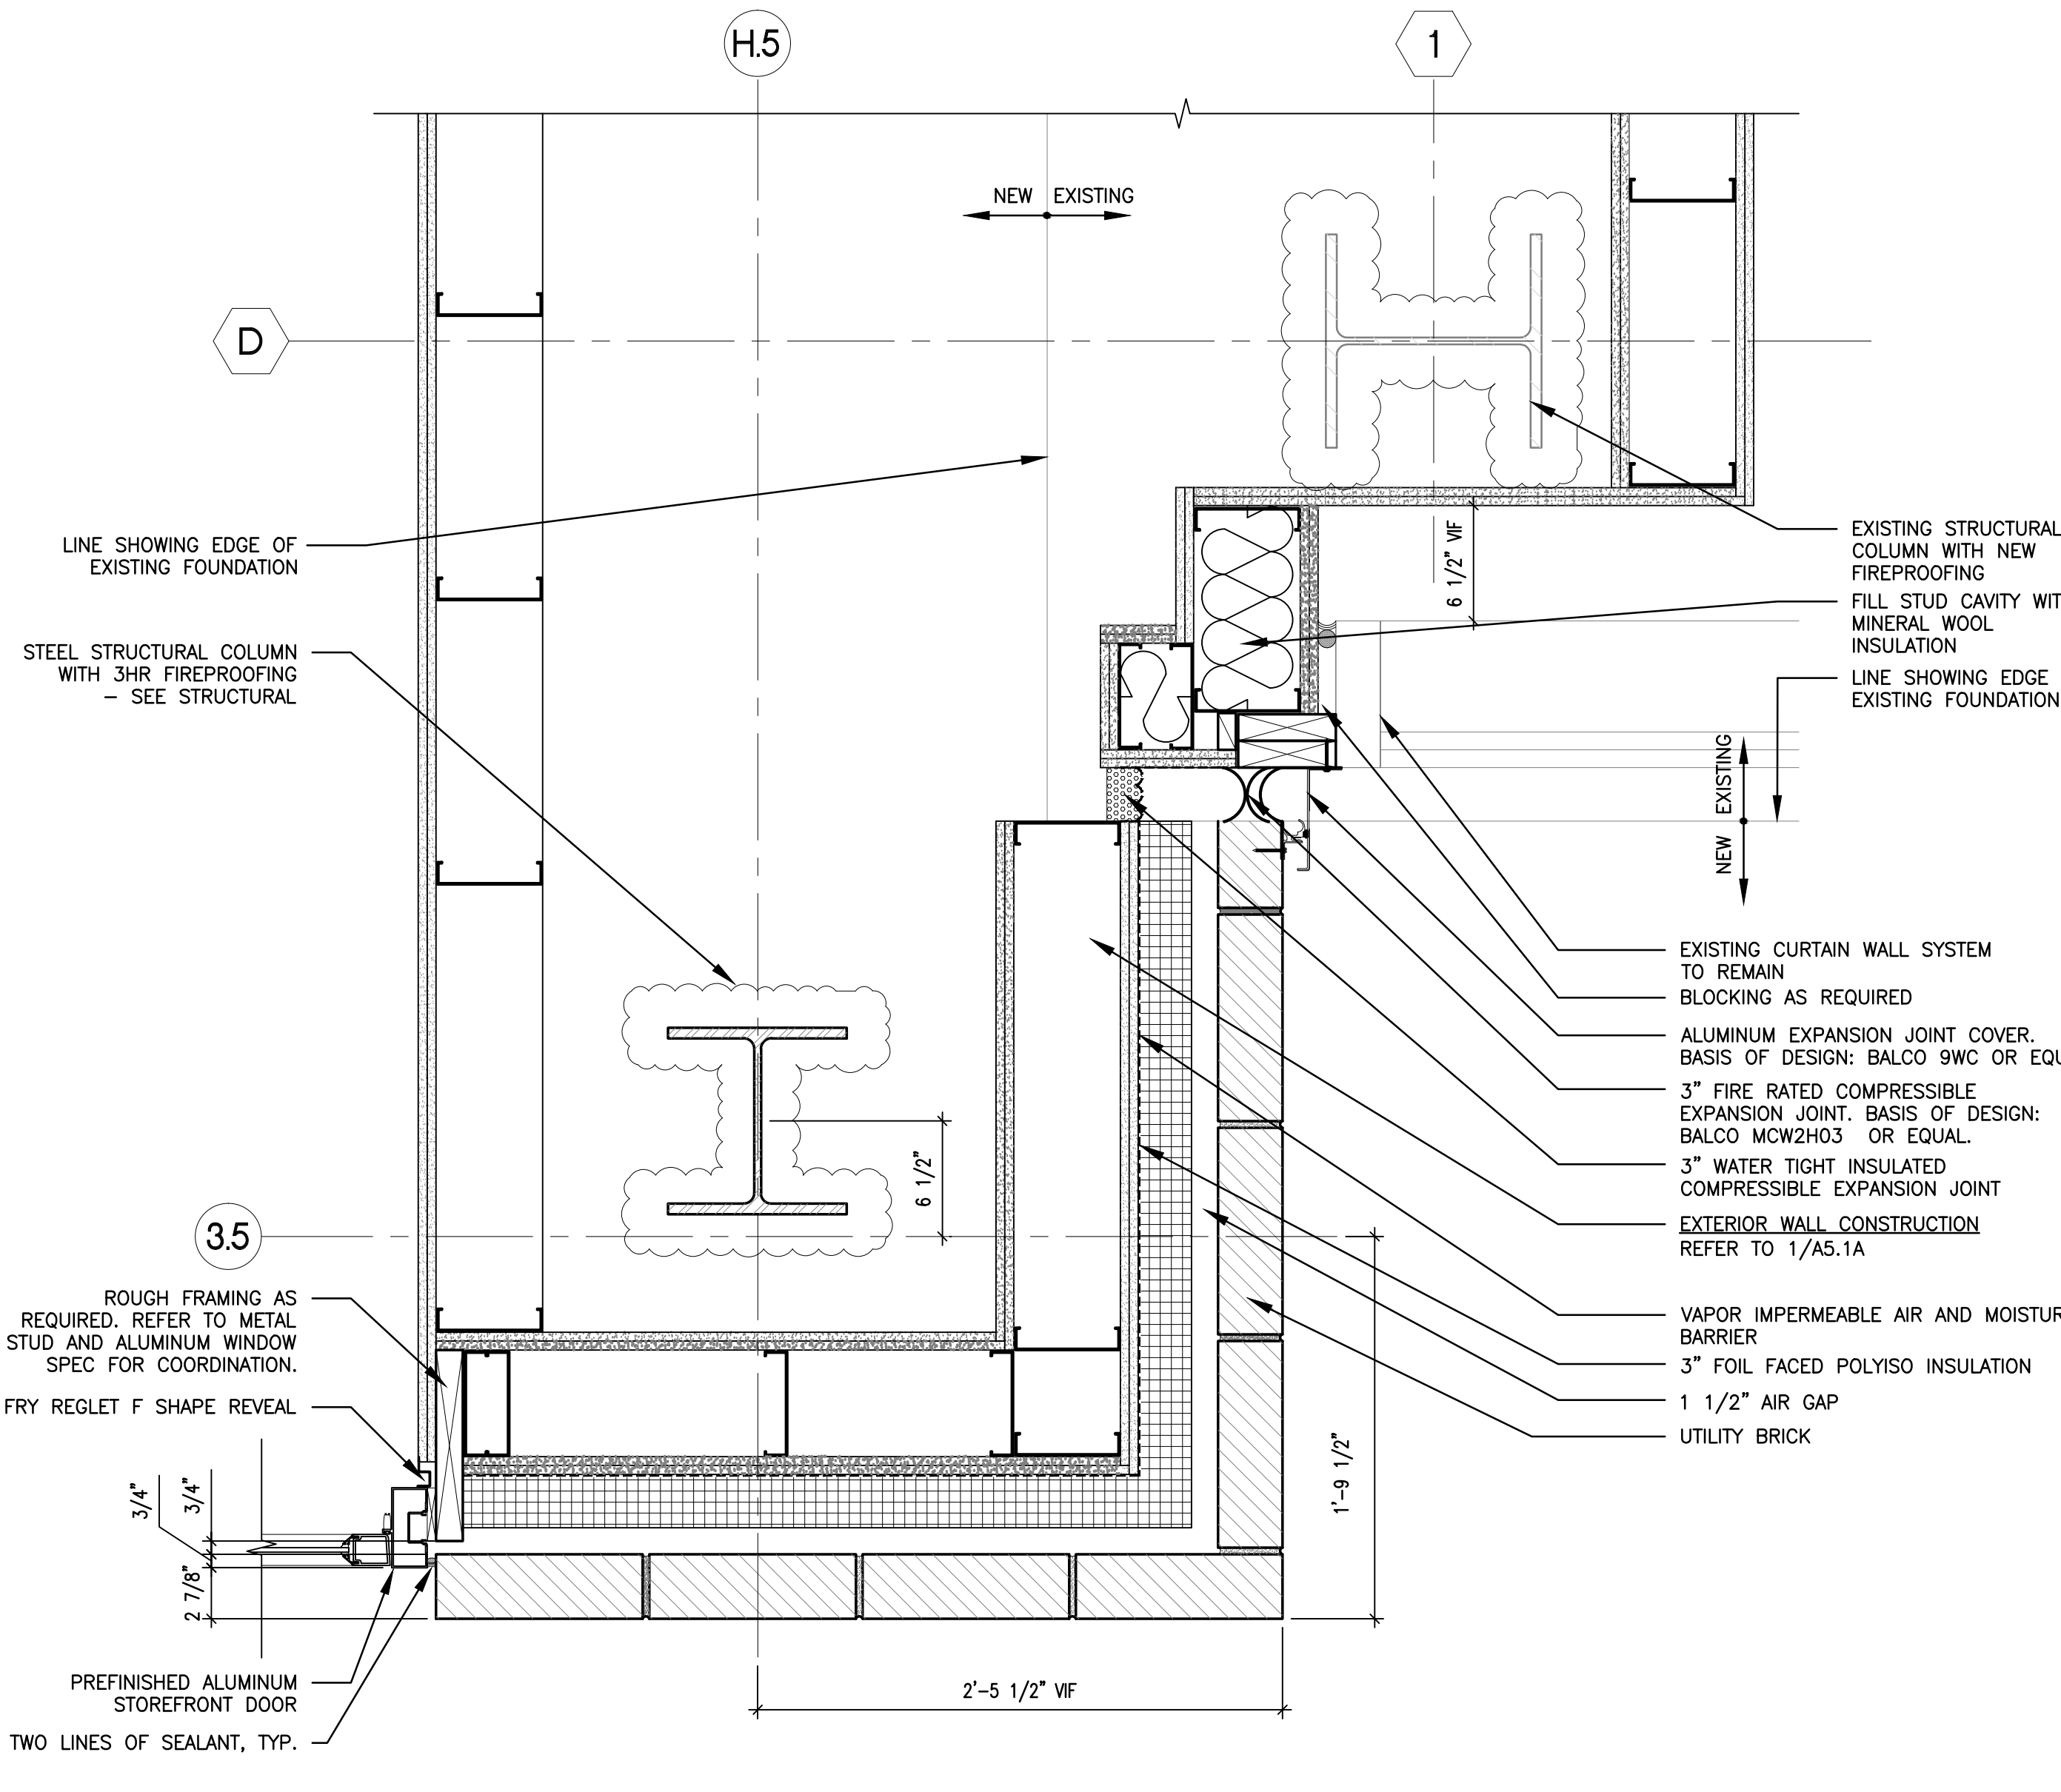 H.5
1
NEW EXISTING
D
LINE SHOWING EDGE OF
EXISTING FOUNDATION
STEEL STRUCTURAL COLUMN
WITH 3HR FIREPROOFING
– SEE STRUCTURAL
6 1/2" VIF
EXISTING STRUCTURAL
COLUMN WITH NEW
FIREPROOFING
FILL STUD CAVITY WIT
MINERAL WOOL
INSULATION
LINE SHOWING EDGE
EXISTING FOUNDATION
NEW EXISTING
EXISTING CURTAIN WALL SYSTEM
TO REMAIN
BLOCKING AS REQUIRED
ALUMINUM EXPANSION JOINT COVER.
BASIS OF DESIGN: BALCO 9WC OR EQU
3" FIRE RATED COMPRESSIBLE
EXPANSION JOINT. BASIS OF DESIGN:
BALCO MCW2H03 OR EQUAL.
3" WATER TIGHT INSULATED
COMPRESSIBLE EXPANSION JOINT
EXTERIOR WALL CONSTRUCTION
REFER TO 1/A5.1A
VAPOR IMPERMEABLE AIR AND MOISTUR
BARRIER
3" FOIL FACED POLYISO INSULATION
1 1/2" AIR GAP
UTILITY BRICK
6 1/2"
3.5
ROUGH FRAMING AS
REQUIRED. REFER TO METAL
STUD AND ALUMINUM WINDOW
SPEC FOR COORDINATION.
FRY REGLET F SHAPE REVEAL
3/4"
3/4"
2 7/8"
1'-9 1/2"
PREFINISHED ALUMINUM
STOREFRONT DOOR
TWO LINES OF SEALANT, TYP.
2'-5 1/2" VIF